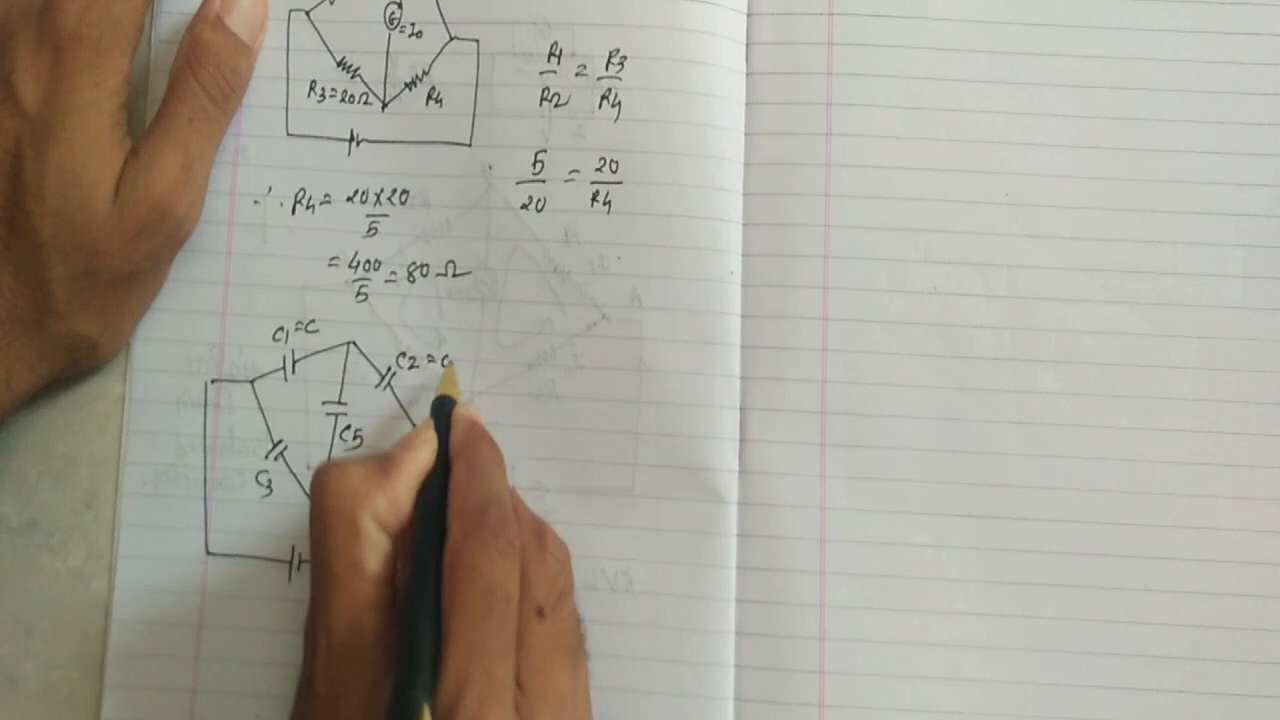 G=20
R3=20Ω R4
R1/R2 = R3/R4
5/20 = 20/R4
∴ R4 = 20×20/5
= 400/5 = 80 Ω
C1=C
C2=
C5
C3